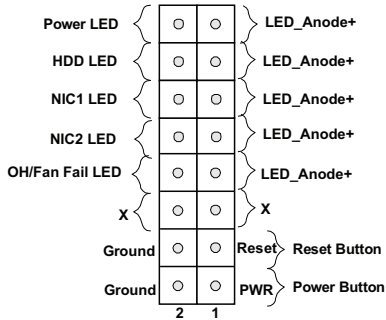 Power LED LED_Anode+
HDD LED LED_Anode+
NIC1 LED LED_Anode+
NIC2 LED LED_Anode+
OH/Fan Fail LED LED_Anode+
X X
Ground Reset Reset Button
Ground PWR Power Button
2 1